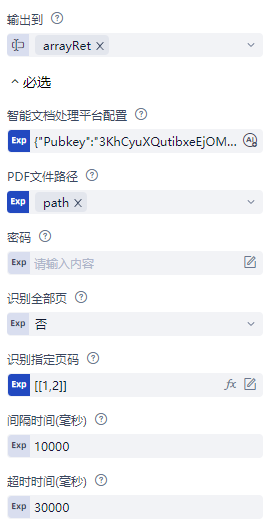 输出到
arrayRet ×
必选
智能文档处理平台配置
Exp {"Pubkey":"3KhCyuXQutibxeEjOM...
PDF文件路径
Exp path ×
密码
Exp 请输入内容
识别全部页
Exp 否
识别指定页码
Exp [[1,2]] fx
间隔时间(毫秒)
Exp 10000
超时时间(毫秒)
Exp 30000